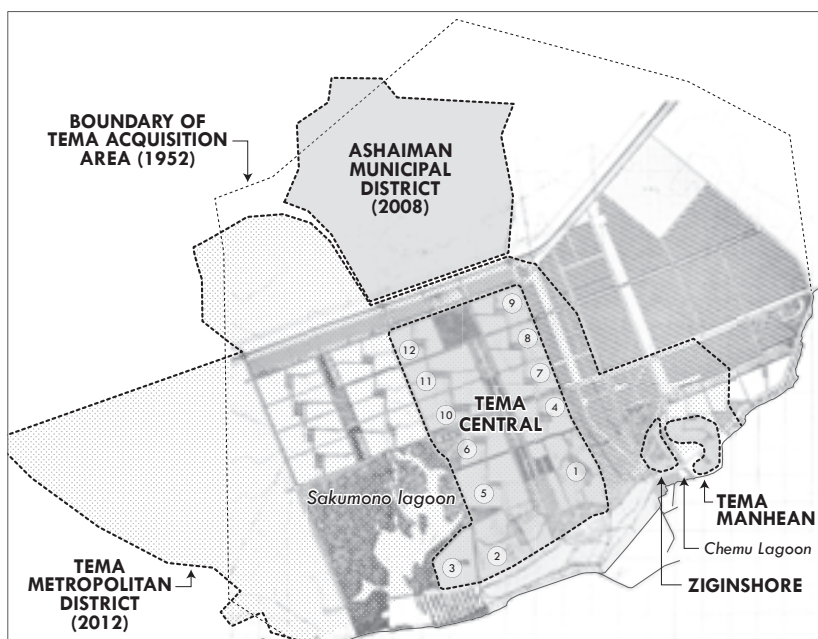 BOUNDARY OF
TEMA ACQUISITION
AREA (1952)
ASHAIMAN
MUNICIPAL
DISTRICT
(2008)
9
8
12
7
11
TEMA
CENTRAL
4
10
6
1
Sakumono lagoon
5
2
3
TEMA
MANHEAN
Chemu Lagoon
ZIGINSHORE
TEMA
METROPOLITAN
DISTRICT
(2012)